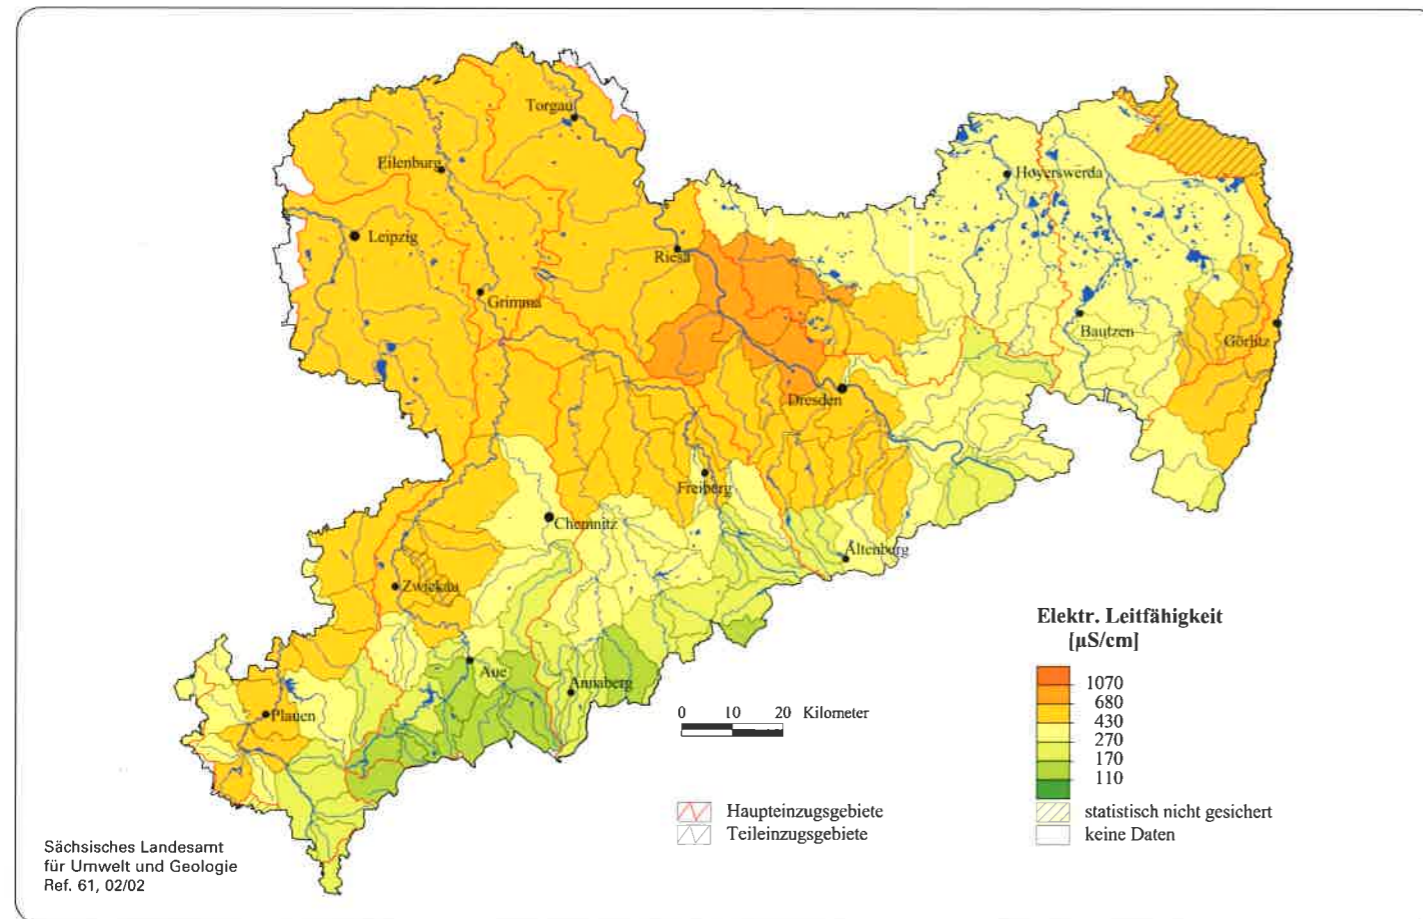 Torgau
Eilenburg
Hoyerswerda
Leipzig
Riesa
Grimma
Bautzen
Görlitz
Dresden
Freiberg
Chemnitz
Altenburg
Zwickau
Aue
Annaberg
Plauen
Elektr. Leitfähigkeit
[µS/cm]
1070
680
430
270
170
110
statistisch nicht gesichert
keine Daten
0 10 20 Kilometer
Haupteinzugsgebiete
Teileinzugsgebiete
Sächsisches Landesamt
für Umwelt und Geologie
Ref. 61, 02/02